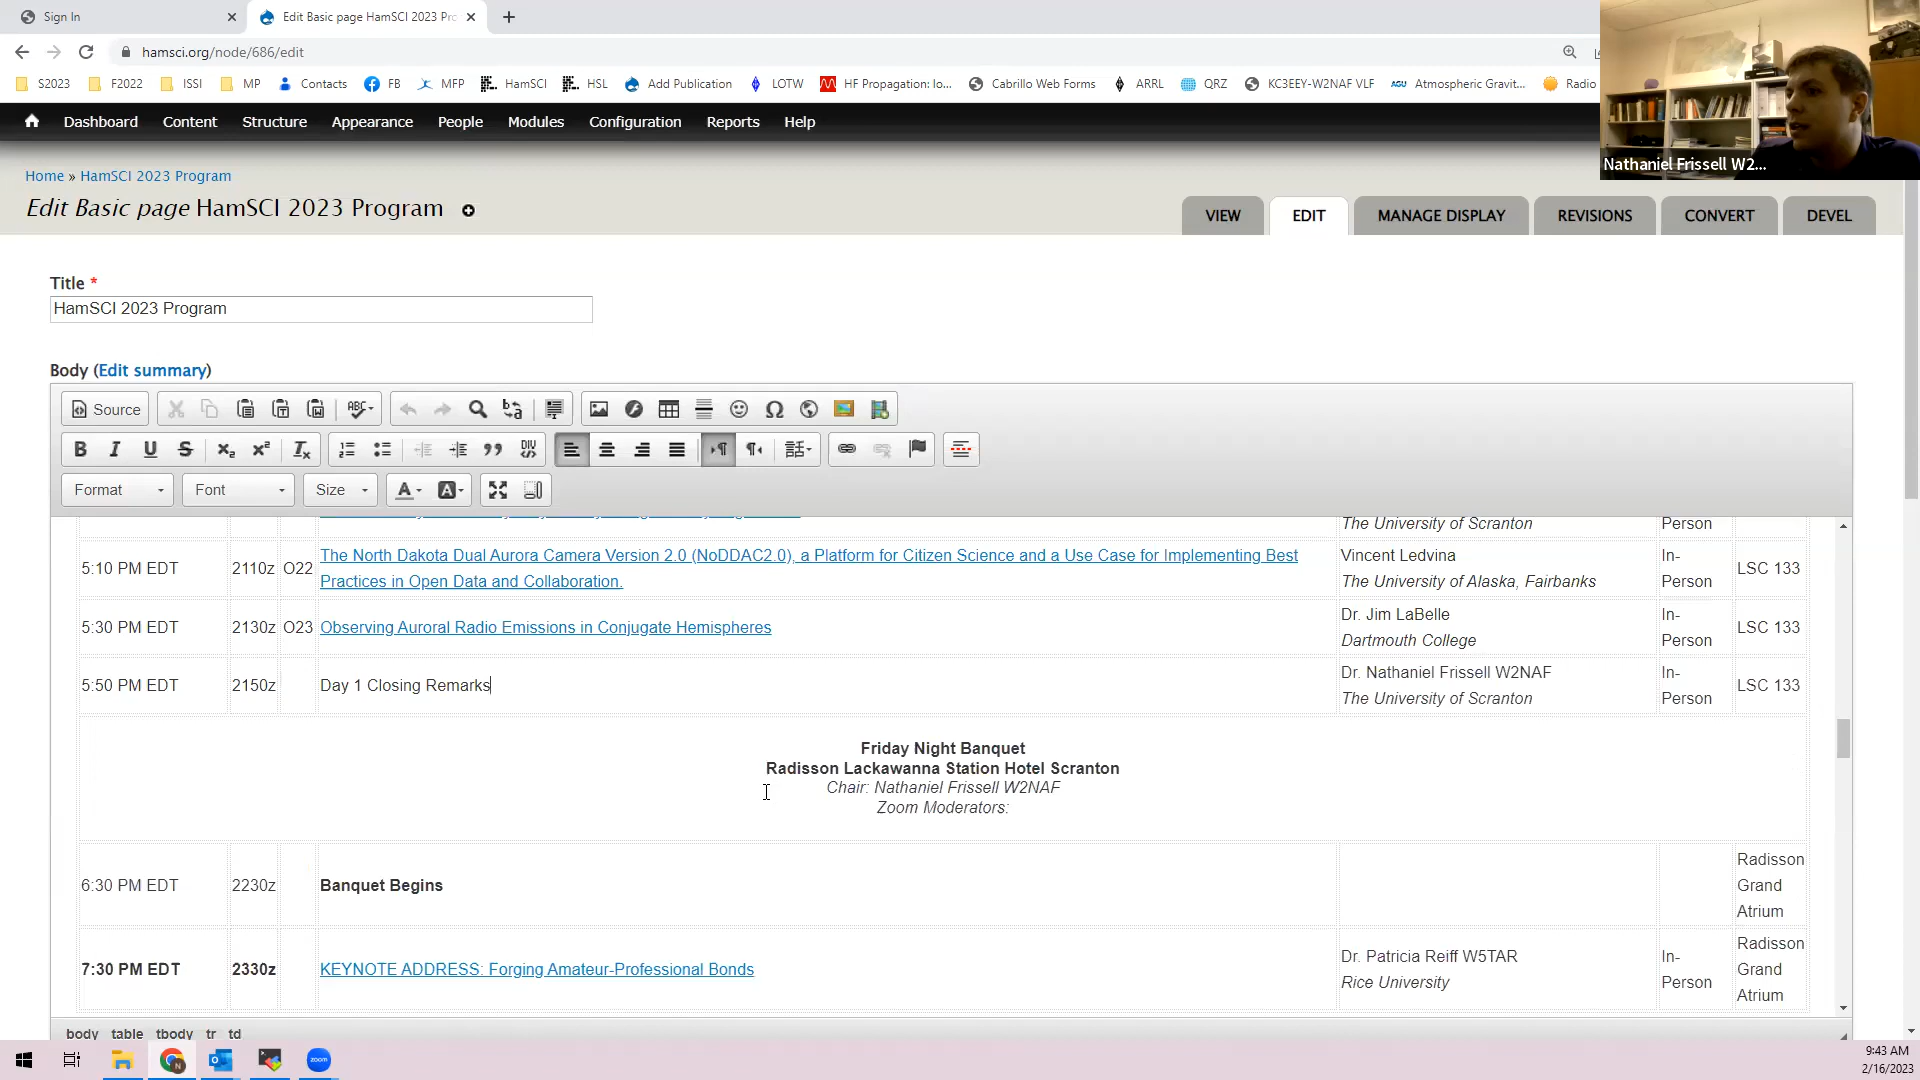 Sign In
Edit Basic page HamSCI 2023 Pro
hamsci.org/node/686/edit
S2023 F2022 ISSI MP Contacts FB MFP HamSCI HSL Add Publication LOTW HF Propagation: Io... Cabrillo Web Forms ARRL QRZ KC3EEY-W2NAF VLF AGU Atmospheric Gravit... Radio
Nathaniel Frissell W2...
Dashboard Content Structure Appearance People Modules Configuration Reports Help
Home » HamSCI 2023 Program
Edit Basic page HamSCI 2023 Program
VIEW EDIT MANAGE DISPLAY REVISIONS CONVERT DEVEL
Title *
HamSCI 2023 Program
Body (Edit summary)
Source
ABC
B I U S x₂ x² Tx
DIV
Format Font Size A A
The University of Scranton
Person
5:10 PM EDT 2110z O22 The North Dakota Dual Aurora Camera Version 2.0 (NoDDAC2.0), a Platform for Citizen Science and a Use Case for Implementing Best
Practices in Open Data and Collaboration.
Vincent Ledvina
The University of Alaska, Fairbanks
In-
Person
LSC 133
5:30 PM EDT 2130z O23 Observing Auroral Radio Emissions in Conjugate Hemispheres
Dr. Jim LaBelle
Dartmouth College
In-
Person
LSC 133
5:50 PM EDT 2150z Day 1 Closing Remarks
Dr. Nathaniel Frissell W2NAF
The University of Scranton
In-
Person
LSC 133
Friday Night Banquet
Radisson Lackawanna Station Hotel Scranton
Chair: Nathaniel Frissell W2NAF
Zoom Moderators:
6:30 PM EDT 2230z Banquet Begins
Radisson
Grand
Atrium
7:30 PM EDT 2330z KEYNOTE ADDRESS: Forging Amateur-Professional Bonds
Dr. Patricia Reiff W5TAR
Rice University
In-
Person
Radisson
Grand
Atrium
body table tbody tr td
zoom
9:43 AM
2/16/2023